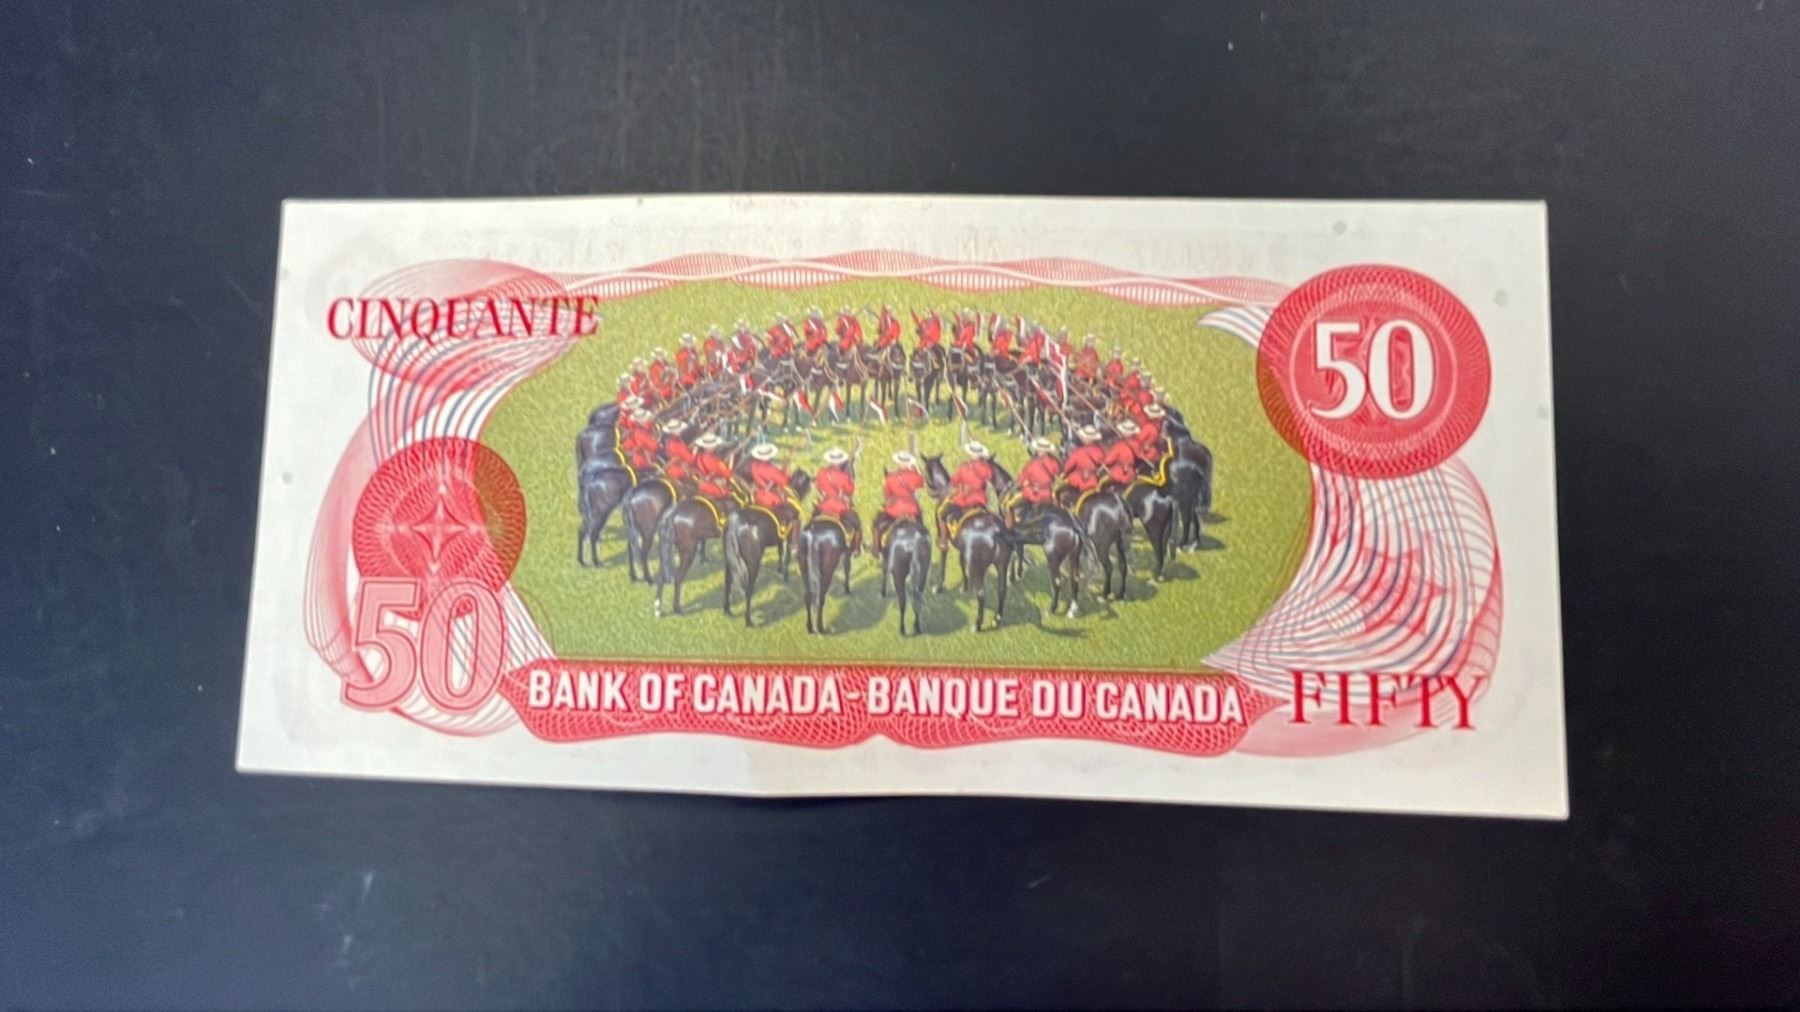 CINQUANTE
50
50
BANK OF CANADA-BANQUE DU CANADA
FIFTY